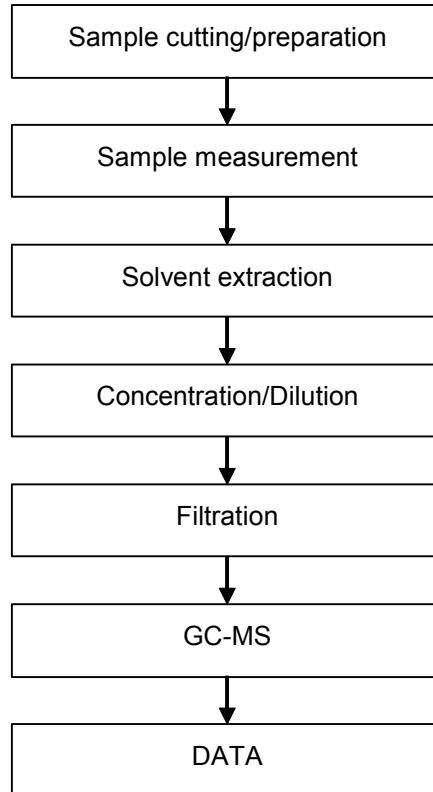 Sample cutting/preparation
Sample measurement
Solvent extraction
Concentration/Dilution
Filtration
GC-MS
DATA